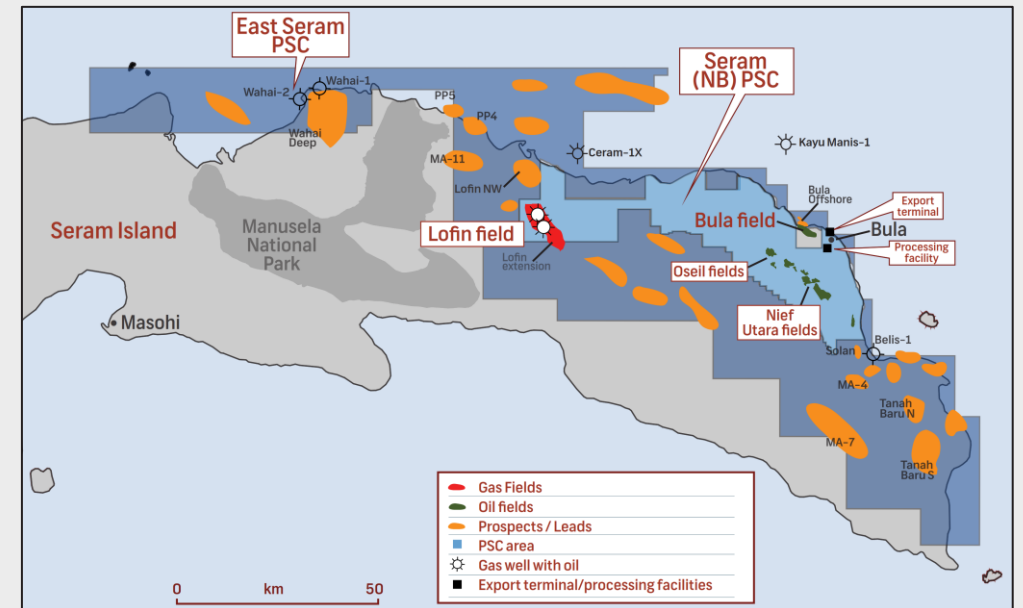 East Seram
PSC
Wahai-1
Wahai-2
Wahai
Deep
PP5
PP4
MA-11
Lofin NW
Ceram-1X
Seram
(NB) PSC
Kayu Manis-1
Bula
Offshore
Export
terminal
Bula field
Bula
Processing
facility
Seram Island
Manusela
National
Park
Lofin field
Lofin
extension
Oseil fields
Nief
Utara fields
Masohi
Solan
Belis-1
MA-4
Tanah
Baru N
MA-7
Tanah
Baru S
Gas Fields
Oil fields
Prospects / Leads
PSC area
Gas well with oil
Export terminal/processing facilities
0 km 50